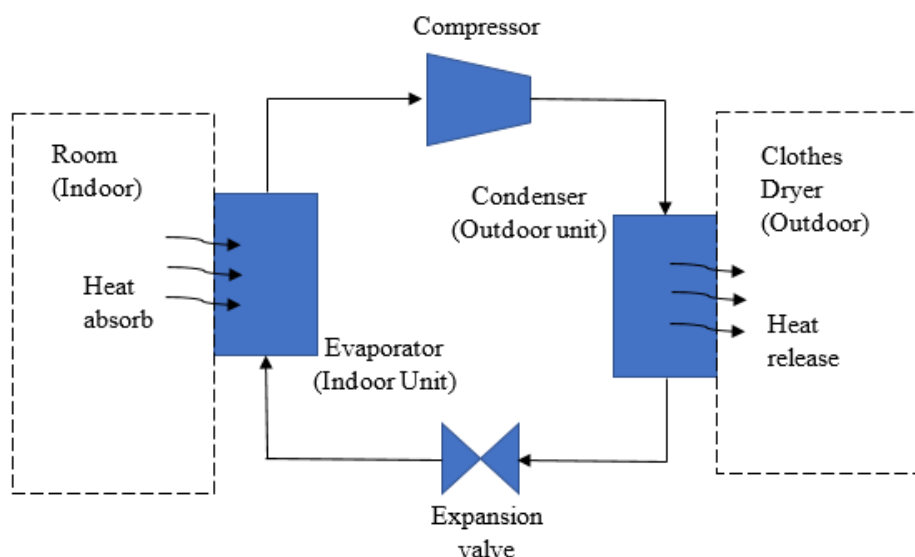 Compressor
Room
(Indoor)
Clothes
Dryer
(Outdoor)
Condenser
(Outdoor unit)
Heat
absorb
Heat
release
Evaporator
(Indoor Unit)
Expansion
valve